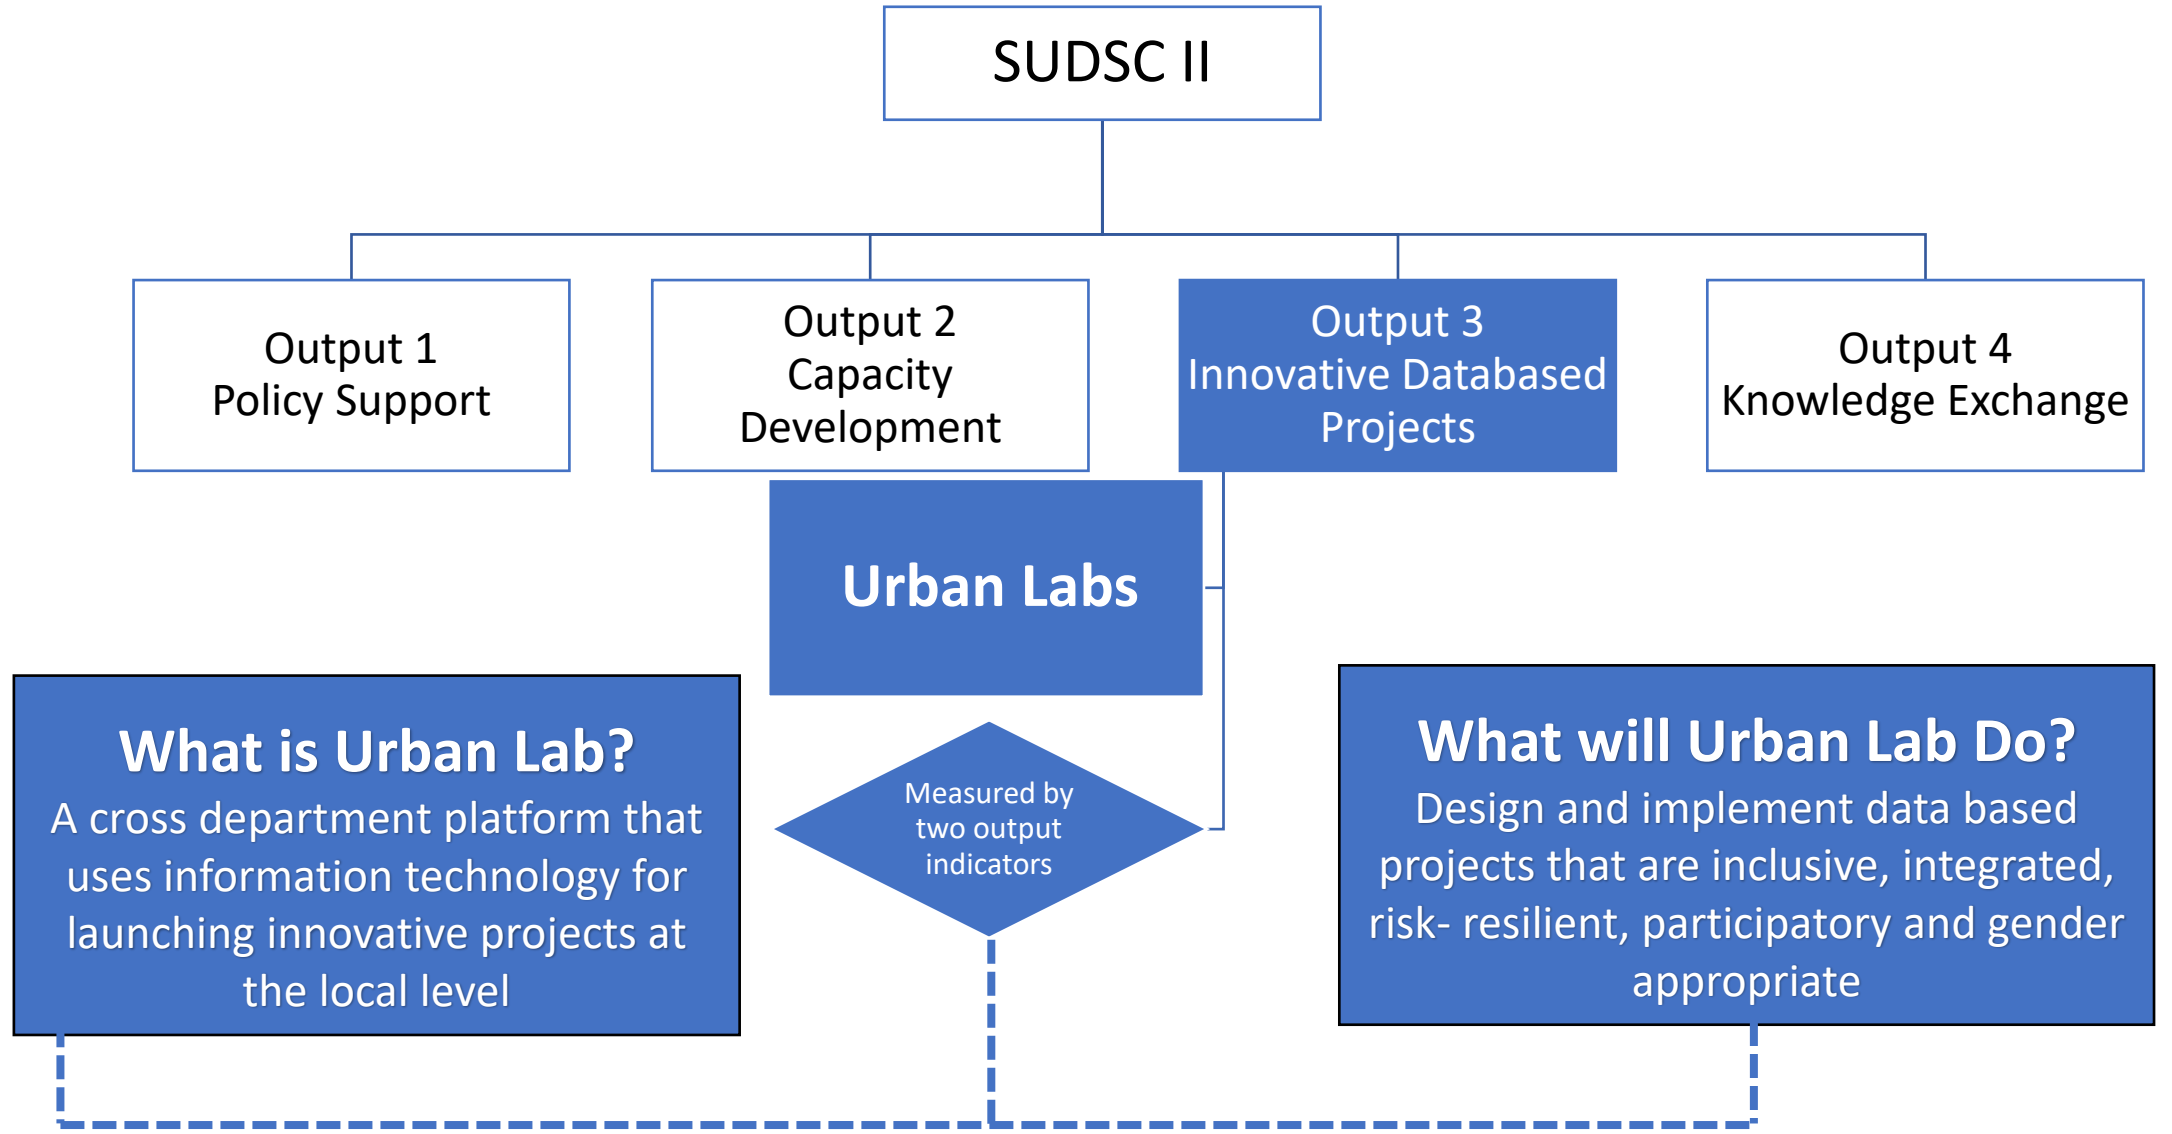 SUDSC II
Output 1
Policy Support
Output 2
Capacity
Development
Output 3
Innovative Databased
Projects
Output 4
Knowledge Exchange
Urban Labs
What is Urban Lab?
A cross department platform that
uses information technology for
launching innovative projects at
the local level
Measured by
two output
indicators
What will Urban Lab Do?
Design and implement data based
projects that are inclusive, integrated,
risk- resilient, participatory and gender
appropriate